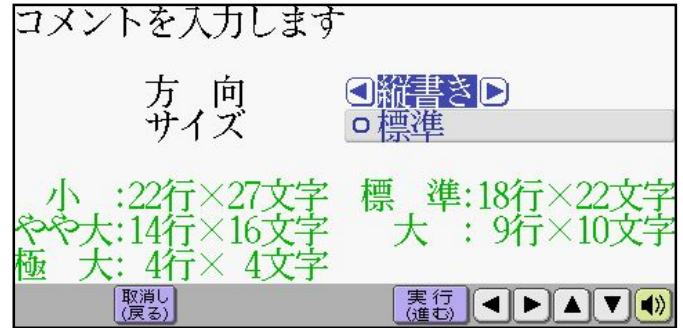 コメントを入力します
方　向　縦書き
サイズ　標準
小　:22行×27文字　標　準:18行×22文字
やや大:14行×16文字　大　: 9行×10文字
極　大: 4行× 4文字
取消し　実行
(戻る)　(進む)